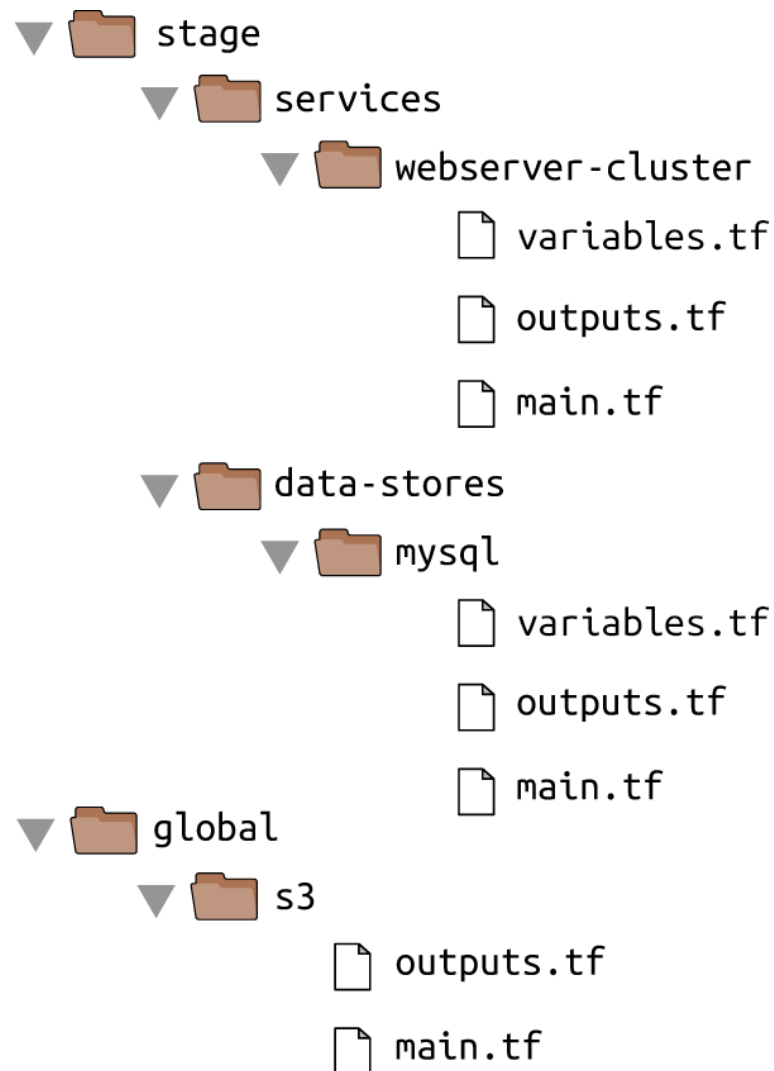 stage
services
webserver-cluster
variables.tf
outputs.tf
main.tf
data-stores
mysql
variables.tf
outputs.tf
main.tf
global
s3
outputs.tf
main.tf